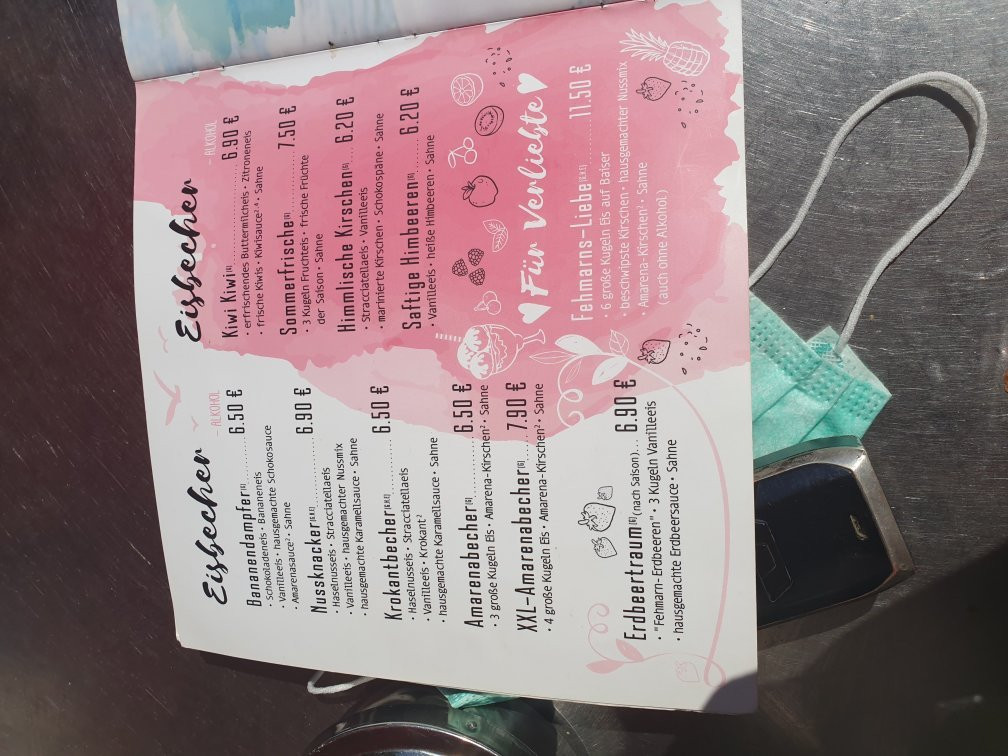 Eisbecher
- ALKOHOL
Bananendampfer[G] 6.50 €
• Schokoladeneis • Bananeneis
• Vanilleeis • hausgemachte Schokosauce
• Amarenasauce² • Sahne
Nussknacker 6.90 €
• Haselnusseis • Stracciatellaeis
• Vanilleeis • hausgemachter Nussmix
• hausgemachte Karamellsauce • Sahne
Krokantbecher 6.50 €
• Haselnusseis • Stracciatellaeis
• Vanilleeis • Krokant²
• hausgemachte Karamellsauce • Sahne
Amarenabecher[G] 6.50 €
• 3 große Kugeln Eis • Amarena-Kirschen² • Sahne
XXL-Amarenabecher[G] 7.90 €
• 4 große Kugeln Eis • Amarena-Kirschen² • Sahne
Erdbeertraum[G] (nach Saison) 6.90 €
• "Fehmarn-Erdbeeren" • 3 Kugeln Vanilleeis
• hausgemachte Erdbeersauce • Sahne
Eisbecher
- ALKOHOL
Kiwi Kiwi[G] 6.90 €
• erfrischendes Buttermilcheis • Zitroneneis
• frische Kiwis • Kiwisauce • Sahne
Sommerfrische[G] 7.50 €
• 3 Kugeln Fruchteis • frische Früchte
der Saison • Sahne
Himmlische Kirschen[G] 6.20 €
• Stracciatellaeis • Vanilleeis
• marinierte Kirschen • Schokospäne • Sahne
Saftige Himbeeren[G] 6.20 €
• Vanilleeis • heiße Himbeeren • Sahne
Für Verliebte
Fehmarns-Liebe 11.50 €
• 6 große Kugeln Eis auf Baiser
• beschwipste Kirschen • hausgemachter Nussmix
• Amarena-Kirschen² • Sahne
(auch ohne Alkohol)